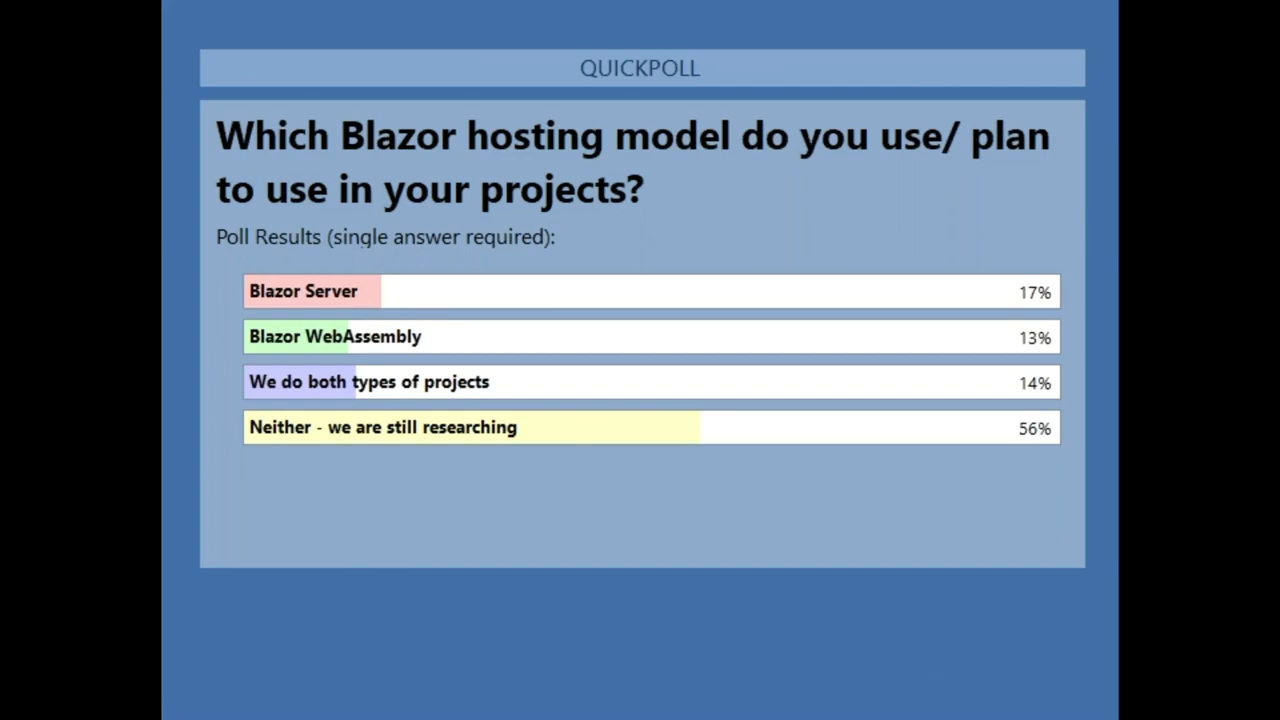 QUICKPOLL
Which Blazor hosting model do you use/ plan
to use in your projects?
Poll Results (single answer required):
Blazor Server 17%
Blazor WebAssembly 13%
We do both types of projects 14%
Neither - we are still researching 56%